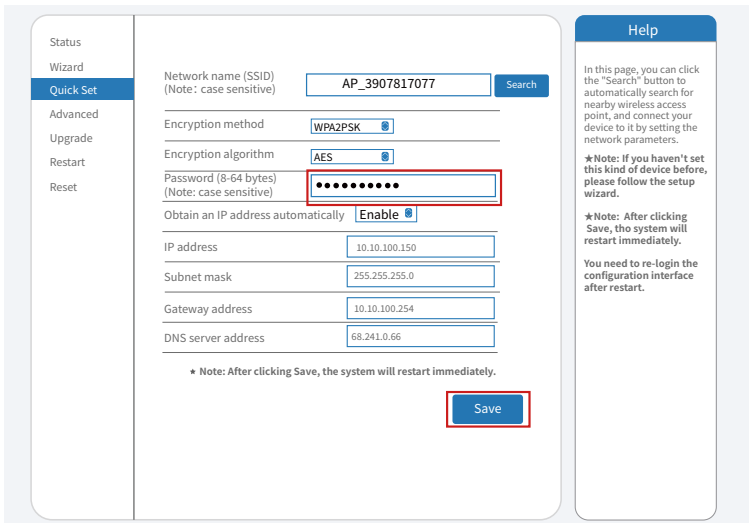 Status
Wizard
Quick Set
Advanced
Upgrade
Restart
Reset
Network name (SSID)
(Note: case sensitive)
AP_3907817077
Search
Encryption method
WPA2PSK
Encryption algorithm
AES
Password (8-64 bytes)
(Note: case sensitive)
●●●●●●●●●●
Obtain an IP address automatically
Enable
IP address
10.10.100.150
Subnet mask
255.255.255.0
Gateway address
10.10.100.254
DNS server address
68.241.0.66
★ Note: After clicking Save, the system will restart immediately.
Save
Help
In this page, you can click
the "Search" button to
automatically search for
nearby wireless access
point, and connect your
device to it by setting the
network parameters.
★Note: If you haven't set
this kind of device before,
please follow the setup
wizard.
★Note: After clicking
Save, tho system will
restart immediately.
You need to re-login the
configuration interface
after restart.